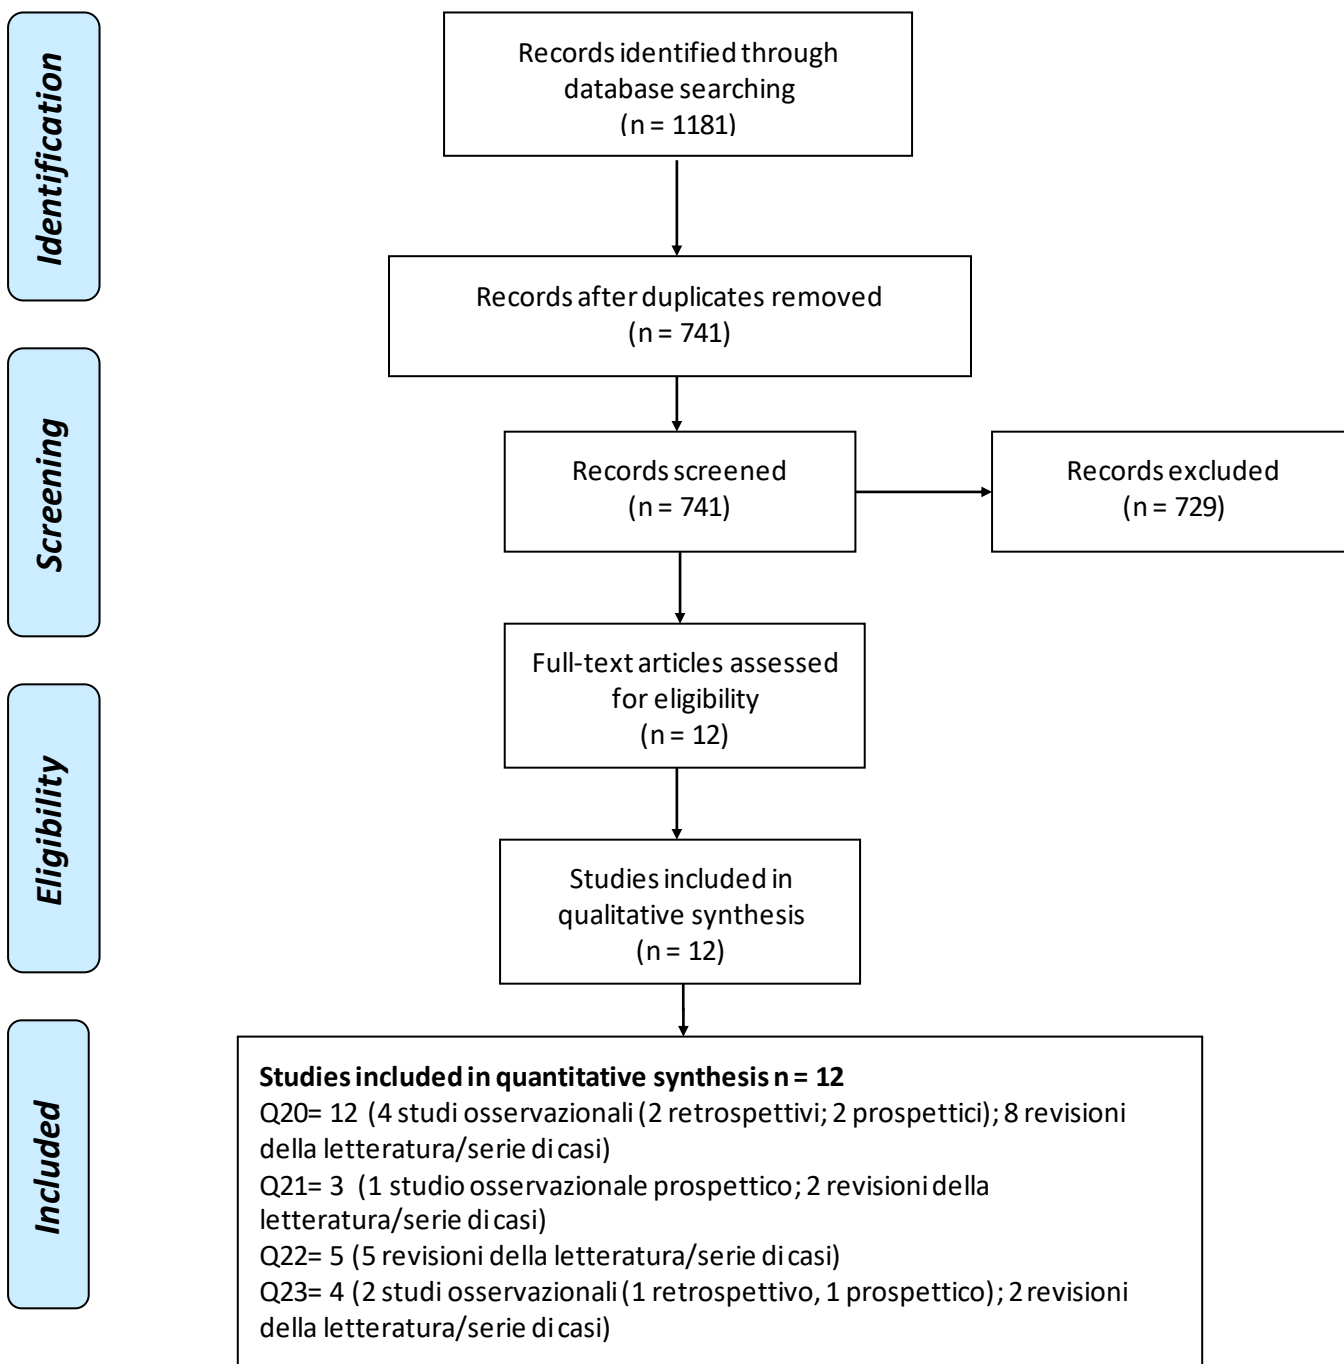 Identification
Records identified through
database searching
(n = 1181)
Records after duplicates removed
(n = 741)
Screening
Records screened
(n = 741)
Records excluded
(n = 729)
Full-text articles assessed
for eligibility
(n = 12)
Eligibility
Studies included in
qualitative synthesis
(n = 12)
Included
Studies included in quantitative synthesis n = 12
Q20= 12 (4 studi osservazionali (2 retrospettivi; 2 prospettici); 8 revisioni
della letteratura/serie di casi)
Q21= 3 (1 studio osservazionale prospettico; 2 revisioni della
letteratura/serie di casi)
Q22= 5 (5 revisioni della letteratura/serie di casi)
Q23= 4 (2 studi osservazionali (1 retrospettivo, 1 prospettico); 2 revisioni
della letteratura/serie di casi)